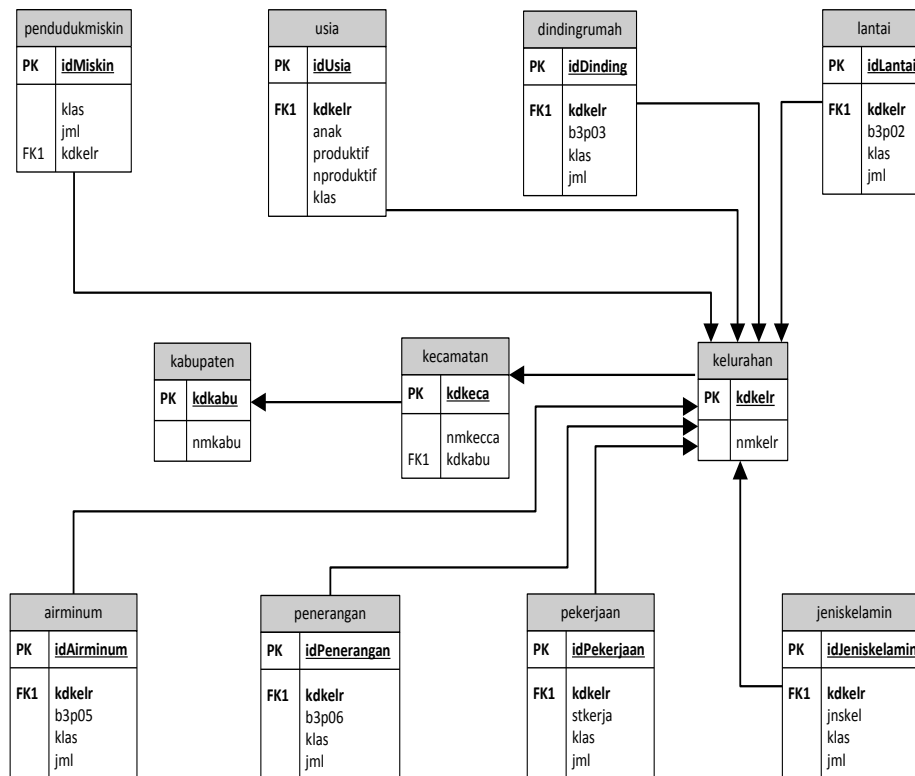 pendudukmiskin
PK idMiskin
klas
jml
FK1 kdkelr
usia
PK idUsia
FK1 kdkelr
anak
produktif
nproduktif
klas
dindingrumah
PK idDinding
FK1 kdkelr
b3p03
klas
jml
lantai
PK idLantai
FK1 kdkelr
b3p02
klas
jml
kabupaten
PK kdkabu
nmkabu
kecamatan
PK kdkeca
nmkecca
FK1 kdkabu
kelurahan
PK kdkelr
nmkelr
airminum
PK idAirminum
FK1 kdkelr
b3p05
klas
jml
penerangan
PK idPenerangan
FK1 kdkelr
b3p06
klas
jml
pekerjaan
PK idPekerjaan
FK1 kdkelr
stkerja
klas
jml
jeniskelamin
PK idJeniskelamin
FK1 kdkelr
jnskel
klas
jml